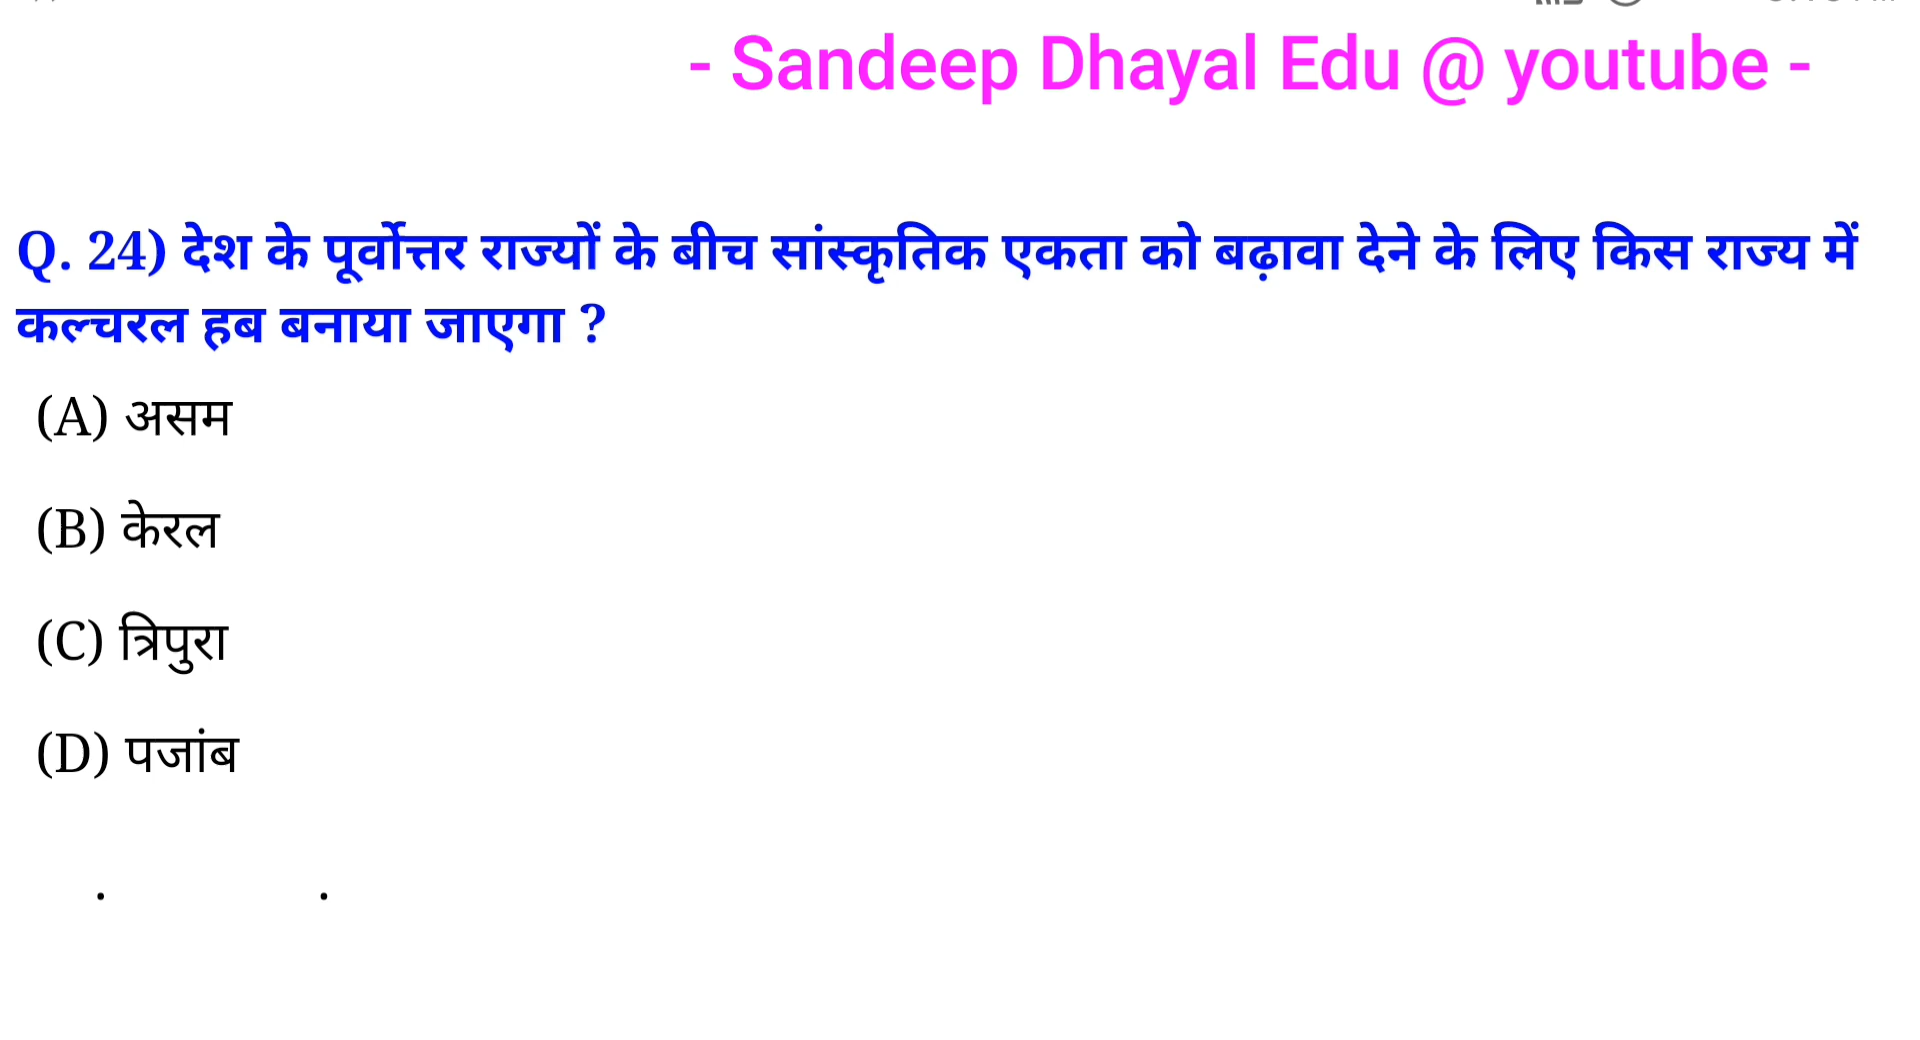 - Sandeep Dhayal Edu @ youtube -
Q. 24) देश के पूर्वोत्तर राज्यों के बीच सांस्कृतिक एकता को बढ़ावा देने के लिए किस राज्य में
कल्चरल हब बनाया जाएगा ?
(A) असम
(B) केरल
(C) त्रिपुरा
(D) पजांब
. .